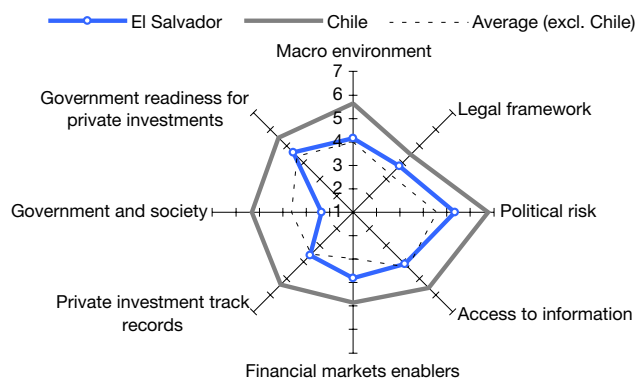 El Salvador
Chile
Average (excl. Chile)
Macro environment
7
6
5
4
3
2
1
Government readiness for
private investments
Legal framework
Government and society
Political risk
Private investment track
records
Access to information
Financial markets enablers